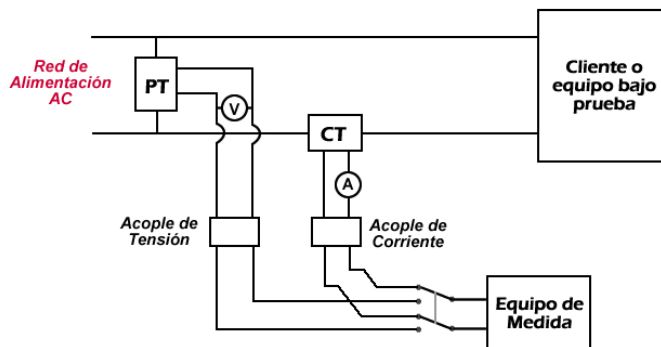 Red de
Alimentación
AC
PT
V
CT
A
Cliente o
equipo bajo
prueba
Acople de
Tensión
Acople de
Corriente
Equipo de
Medida